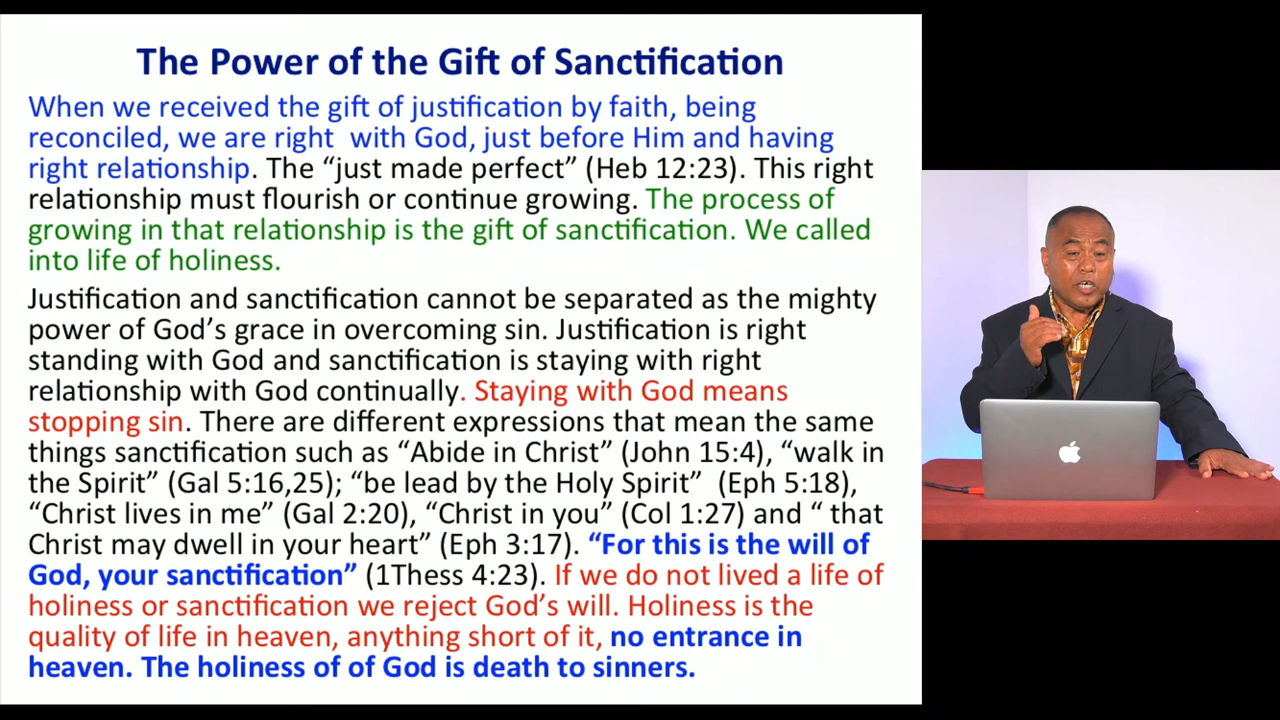 The Power of the Gift of Sanctification
When we received the gift of justification by faith, being
reconciled, we are right  with God, just before Him and having
right relationship. The “just made perfect” (Heb 12:23). This right
relationship must flourish or continue growing. The process of
growing in that relationship is the gift of sanctification. We called
into life of holiness.
Justification and sanctification cannot be separated as the mighty
power of God’s grace in overcoming sin. Justification is right
standing with God and sanctification is staying with right
relationship with God continually. Staying with God means
stopping sin. There are different expressions that mean the same
things sanctification such as “Abide in Christ” (John 15:4), “walk in
the Spirit” (Gal 5:16,25); “be lead by the Holy Spirit”  (Eph 5:18),
“Christ lives in me” (Gal 2:20), “Christ in you” (Col 1:27) and “ that
Christ may dwell in your heart” (Eph 3:17). “For this is the will of
God, your sanctification” (1Thess 4:23). If we do not lived a life of
holiness or sanctification we reject God’s will. Holiness is the
quality of life in heaven, anything short of it, no entrance in
heaven. The holiness of of God is death to sinners.